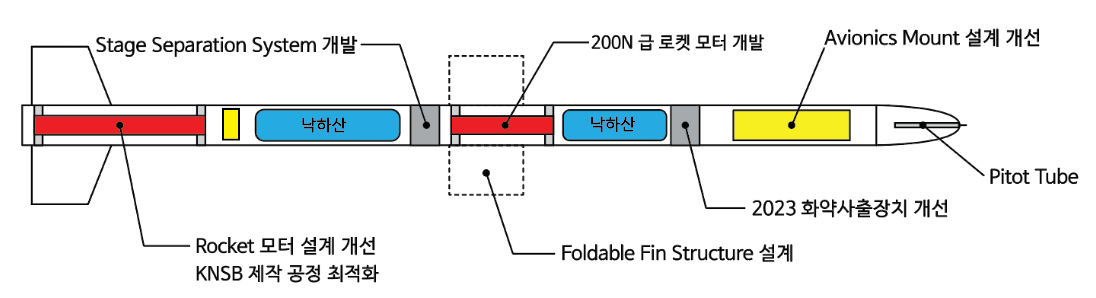 Stage Separation System 개발
200N 급 로켓 모터 개발
Avionics Mount 설계 개선
낙하산
낙하산
Pitot Tube
2023 화약사출장치 개선
Rocket 모터 설계 개선
KNSB 제작 공정 최적화
Foldable Fin Structure 설계